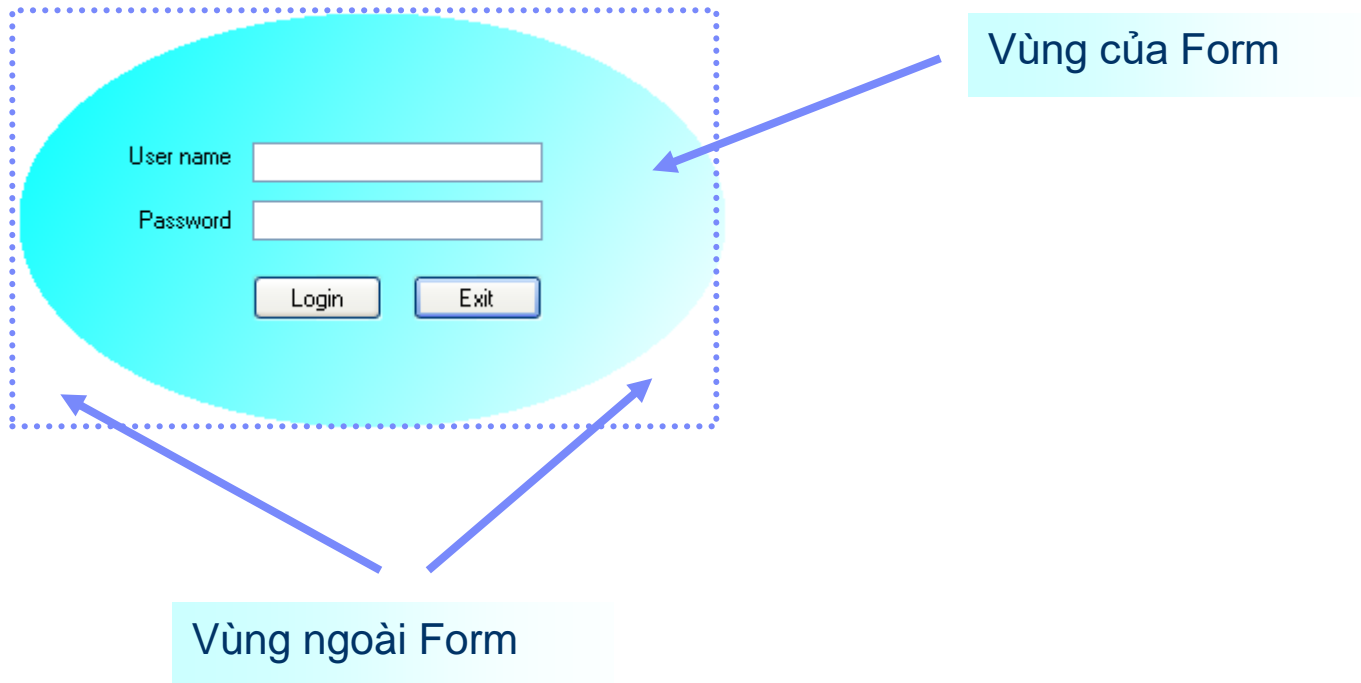 Vùng của Form
User name
Password
Login Exit
Vùng ngoài Form